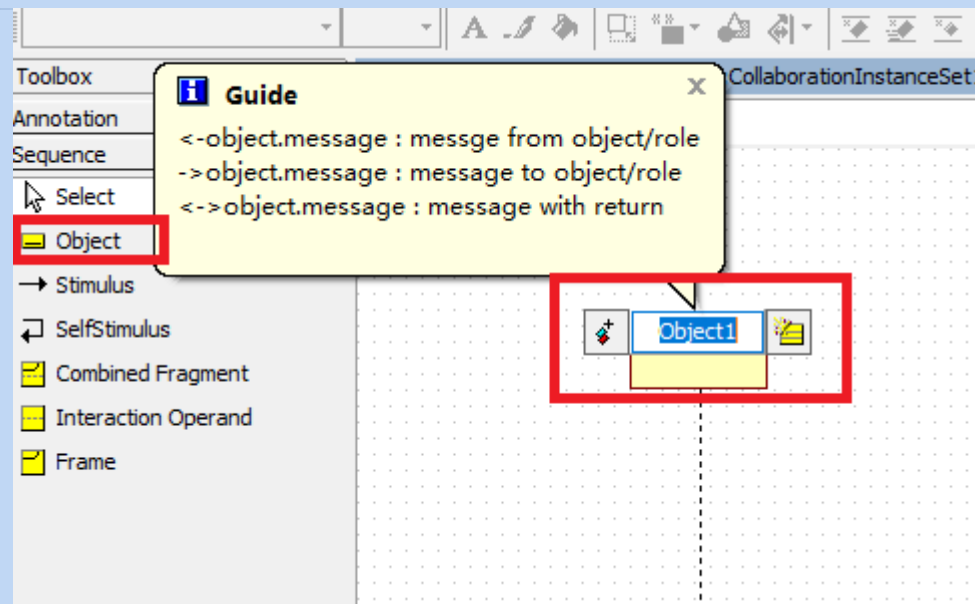 Toolbox
CollaborationInstanceSet1
Guide
<-object.message : messge from object/role
->object.message : message to object/role
<->object.message : message with return
Annotation
Sequence
Select
Object
Stimulus
SelfStimulus
Combined Fragment
Interaction Operand
Frame
Object1